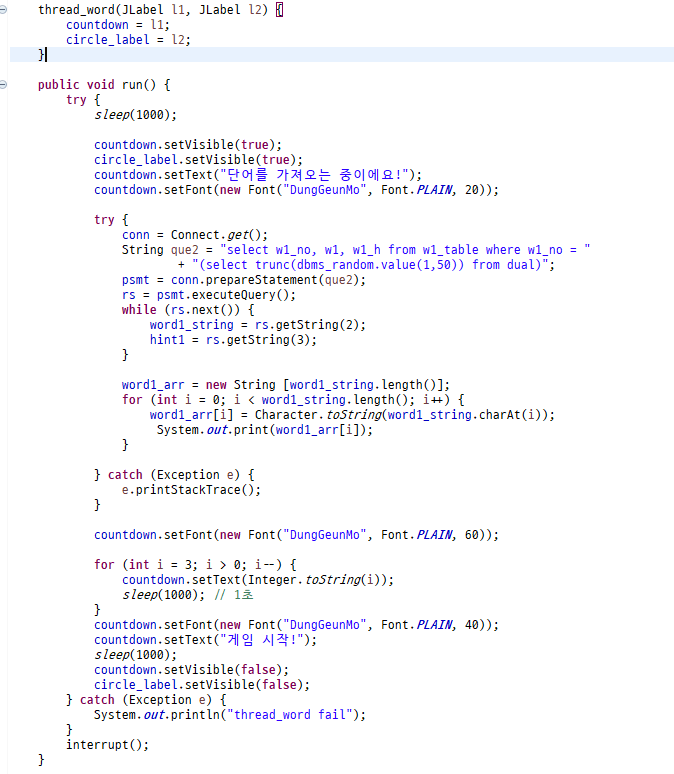 thread_word(JLabel l1, JLabel l2) {
    countdown = l1;
    circle_label = l2;
}

public void run() {
    try {
        sleep(1000);

        countdown.setVisible(true);
        circle_label.setVisible(true);
        countdown.setText("단어를 가져오는 중이에요!");
        countdown.setFont(new Font("DungGeunMo", Font.PLAIN, 20));

        try {
            conn = Connect.get();
            String que2 = "select w1_no, w1, w1_h from w1_table where w1_no = "
                    + "(select trunc(dbms_random.value(1,50)) from dual)";
            psmt = conn.prepareStatement(que2);
            rs = psmt.executeQuery();
            while (rs.next()) {
                word1_string = rs.getString(2);
                hint1 = rs.getString(3);
            }

            word1_arr = new String [word1_string.length()];
            for (int i = 0; i < word1_string.length(); i++) {
                word1_arr[i] = Character.toString(word1_string.charAt(i));
                 System.out.print(word1_arr[i]);
            }

        } catch (Exception e) {
            e.printStackTrace();
        }

        countdown.setFont(new Font("DungGeunMo", Font.PLAIN, 60));

        for (int i = 3; i > 0; i--) {
            countdown.setText(Integer.toString(i));
            sleep(1000); // 1초
        }
        countdown.setFont(new Font("DungGeunMo", Font.PLAIN, 40));
        countdown.setText("게임 시작!");
        sleep(1000);
        countdown.setVisible(false);
        circle_label.setVisible(false);
    } catch (Exception e) {
        System.out.println("thread_word fail");
    }
    interrupt();
}